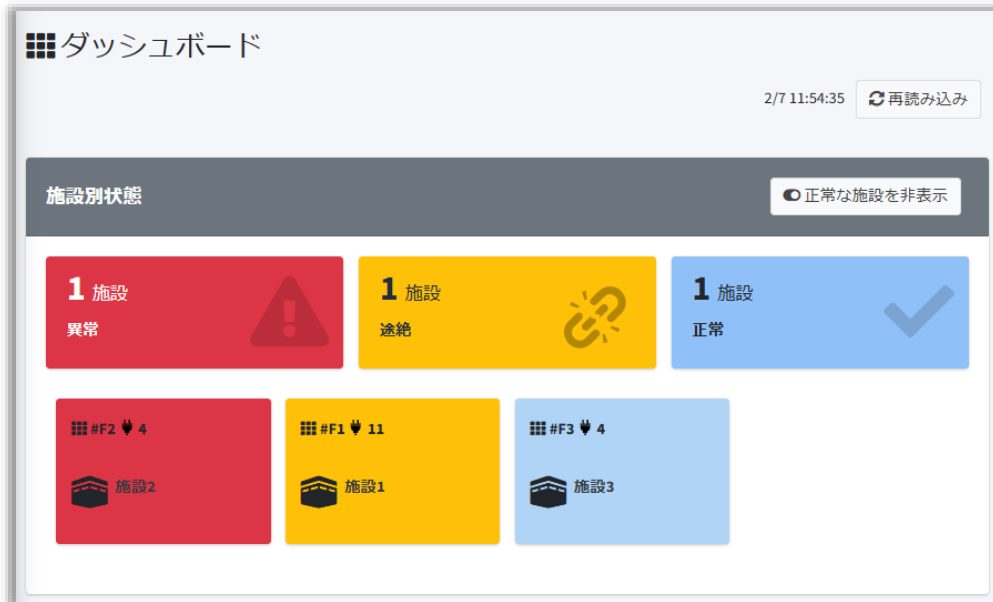 ダッシュボード
2/7 11:54:35 再読み込み
施設別状態 正常な施設を非表示
1 施設
異常
1 施設
途絶
1 施設
正常
#F2 4
施設2
#F1 11
施設1
#F3 4
施設3